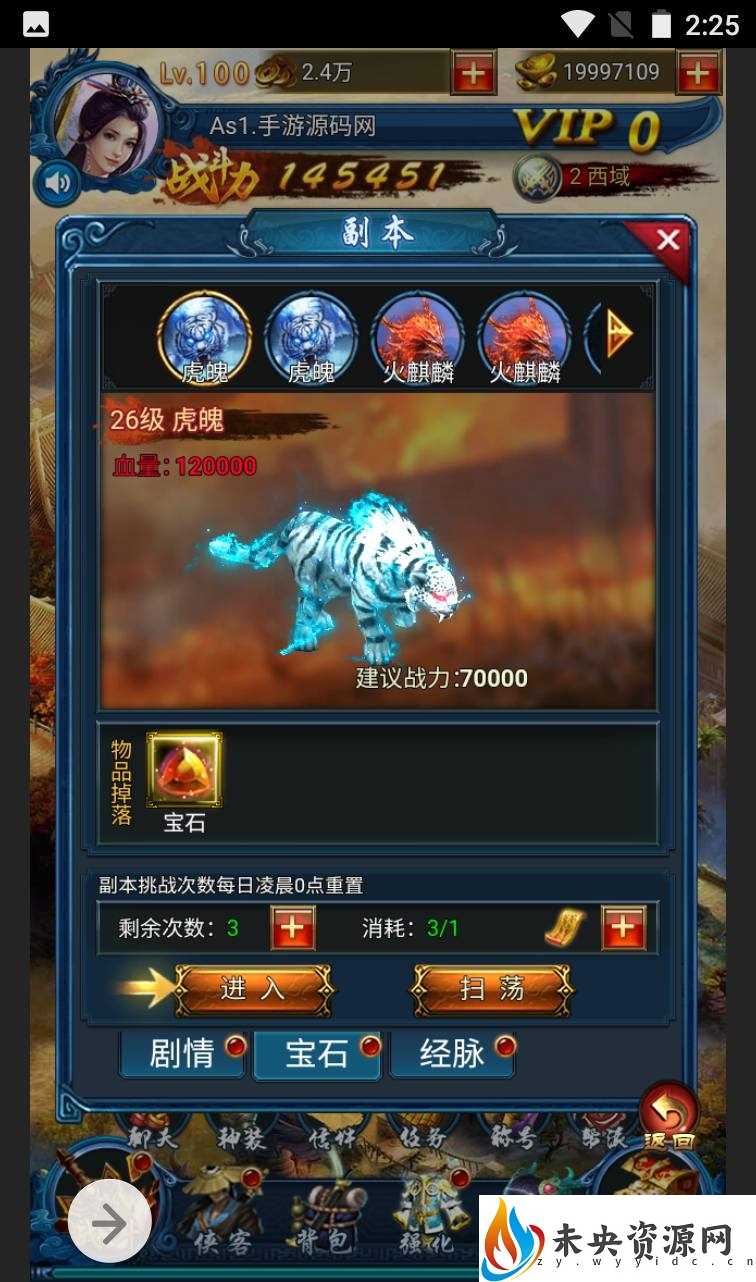 2:25
Lv.100 2.4万 19997109
As1.手游源码网 VIP 0
战斗力 145451 2 西域
副本
虎魄 虎魄 火麒麟 火麒麟
26级 虎魄
血量：120000
建议战力:70000
物品掉落
宝石
副本挑战次数每日凌晨0点重置
剩余次数：3 消耗：3/1
进入 扫荡
剧情 宝石 经脉
聊天 神装 信件 任务 称号 帮派 返回
侠客 背包 强化
未央资源网
zy.wyyidc.cn